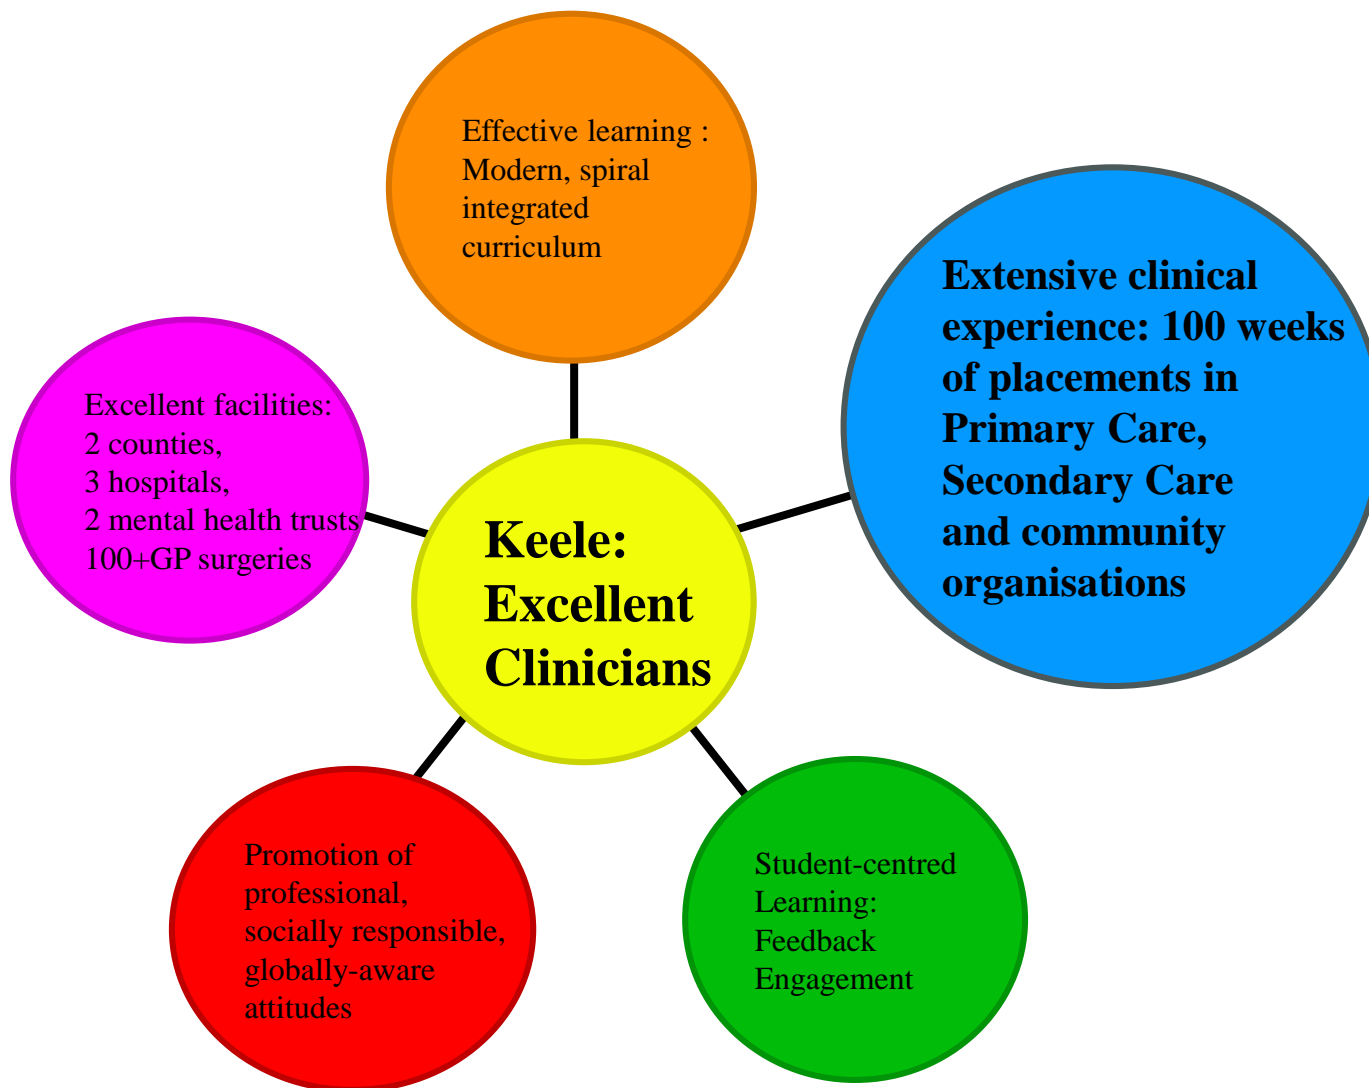 Effective learning :
Modern, spiral
integrated
curriculum
Extensive clinical
experience: 100 weeks
of placements in
Primary Care,
Secondary Care
and community
organisations
Excellent facilities:
2 counties,
3 hospitals,
2 mental health trusts
100+GP surgeries
Keele:
Excellent
Clinicians
Promotion of
professional,
socially responsible,
globally-aware
attitudes
Student-centred
Learning:
Feedback
Engagement